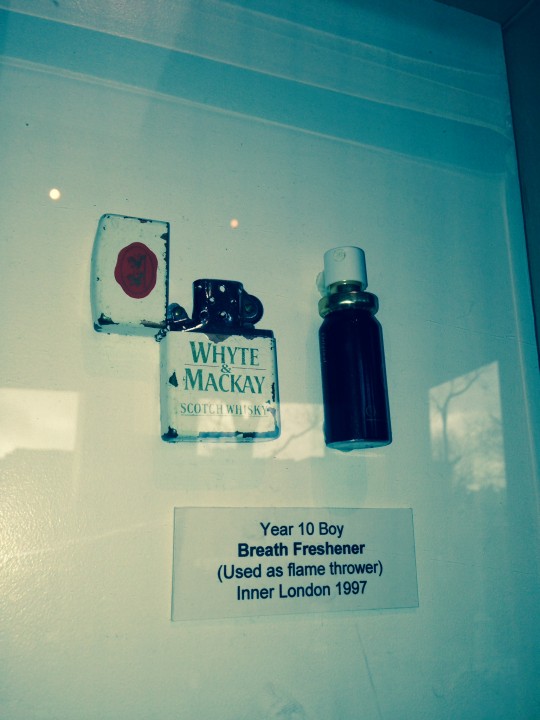 WHYTE
&
MACKAY
SCOTCH WHISKY
Year 10 Boy
Breath Freshener
(Used as flame thrower)
Inner London 1997